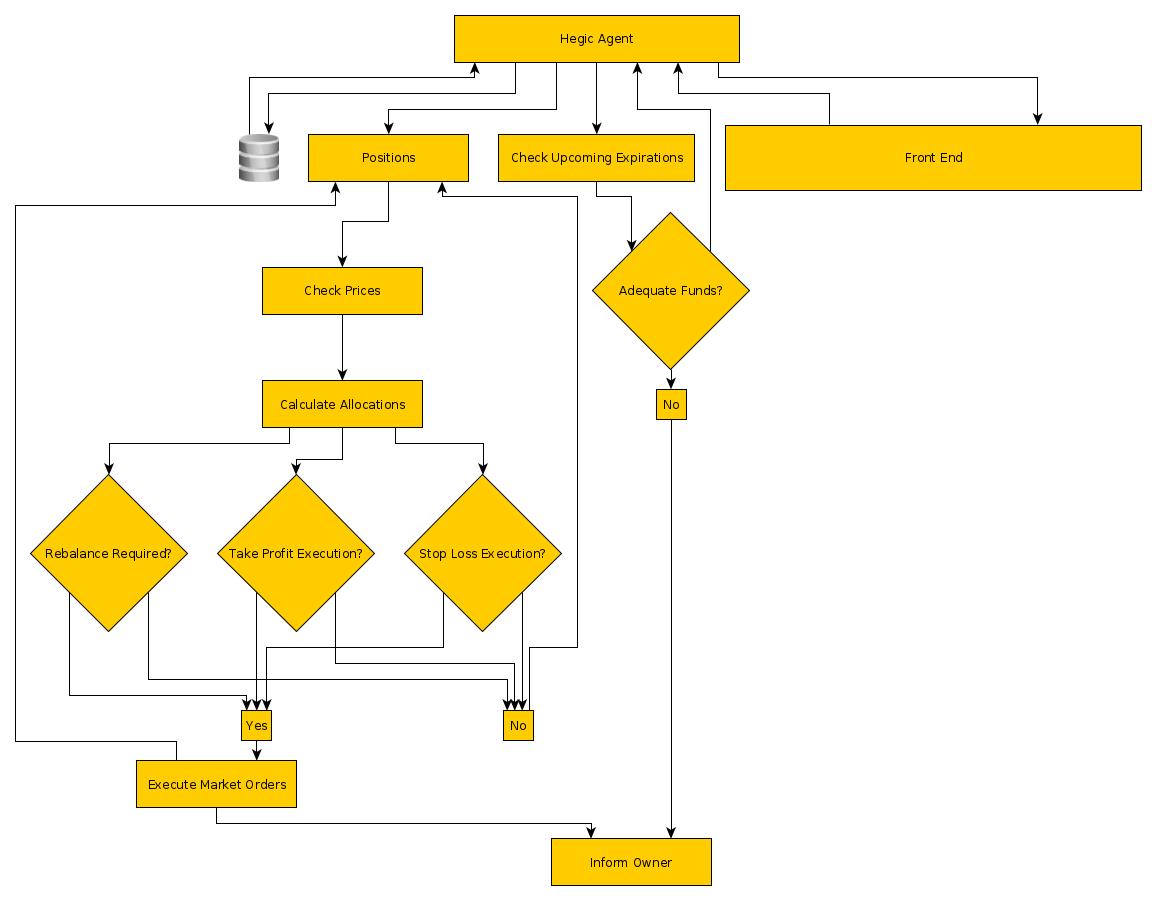 Hegic Agent
Positions
Check Upcoming Expirations
Front End
Check Prices
Adequate Funds?
No
Calculate Allocations
Rebalance Required?
Take Profit Execution?
Stop Loss Execution?
Yes
No
Execute Market Orders
Inform Owner